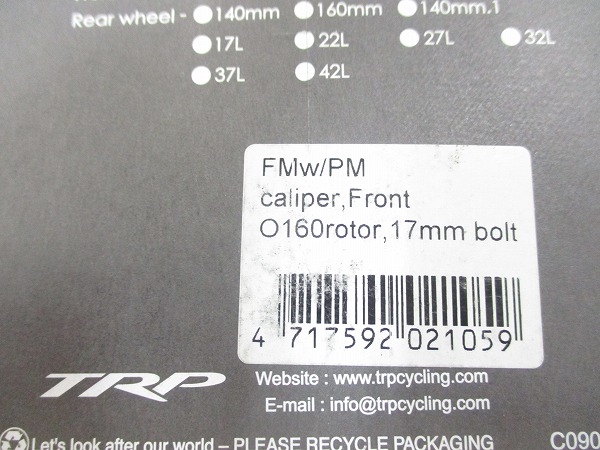 Rear wheel - 140mm 160mm 140mm,1
17L 22L 27L 32L
37L 42L
FMw/PM
caliper,Front
O160rotor,17mm bolt
4 717592 021059
TRP
Website : www.trpcycling.com
E-mail : info@trpcycling.com
Let's look after our world – PLEASE RECYCLE PACKAGING C090